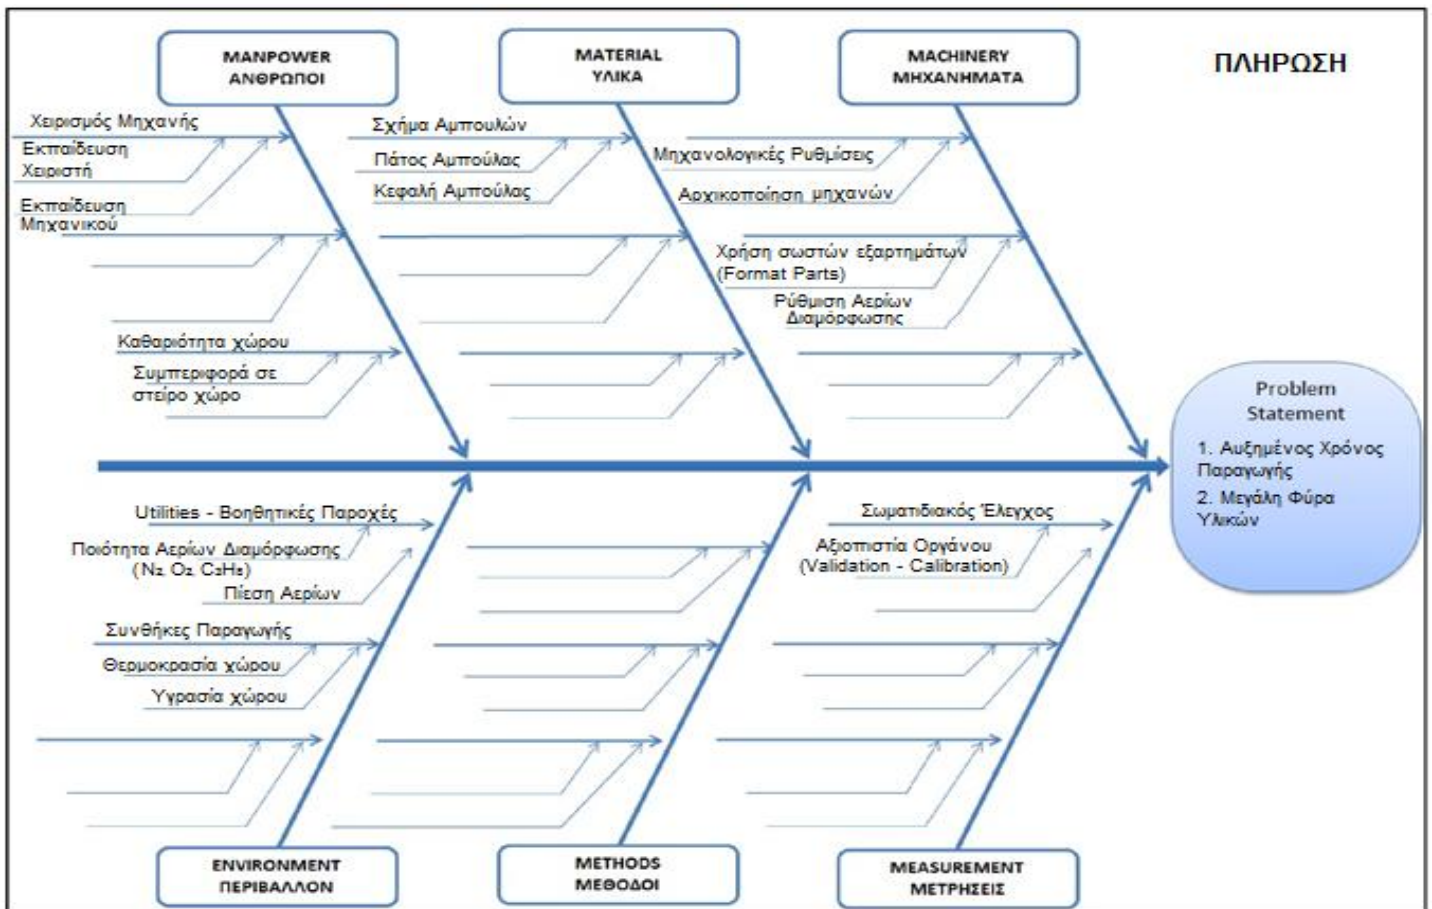 ΠΛΗΡΩΣΗ
MANPOWER
ΑΝΘΡΩΠΟΙ
MATERIAL
ΥΛΙΚΑ
MACHINERY
ΜΗΧΑΝΗΜΑΤΑ
Χειρισμός Μηχανής
Εκπαίδευση
Χειριστή
Εκπαίδευση
Μηχανικού
Καθαριότητα χώρου
Συμπεριφορά σε
στείρο χώρο
Σχήμα Αμπουλών
Πάτος Αμπούλας
Κεφαλή Αμπούλας
Μηχανολογικές Ρυθμίσεις
Αρχικοποίηση μηχανών
Χρήση σωστών εξαρτημάτων
(Format Parts)
Ρύθμιση Αερίων
Διαμόρφωσης
Problem
Statement
1. Αυξημένος Χρόνος
Παραγωγής
2. Μεγάλη Φύρα
Υλικών
Utilities - Βοηθητικές Παροχές
Ποιότητα Αερίων Διαμόρφωσης
(N₂, O₂, C₃H₈)
Πίεση Αερίων
Συνθήκες Παραγωγής
Θερμοκρασία χώρου
Υγρασία χώρου
Σωματιδιακός Έλεγχος
Αξιοπιστία Οργάνου
(Validation - Calibration)
ENVIRONMENT
ΠΕΡΙΒΑΛΛΟΝ
METHODS
ΜΕΘΟΔΟΙ
MEASUREMENT
ΜΕΤΡΗΣΕΙΣ